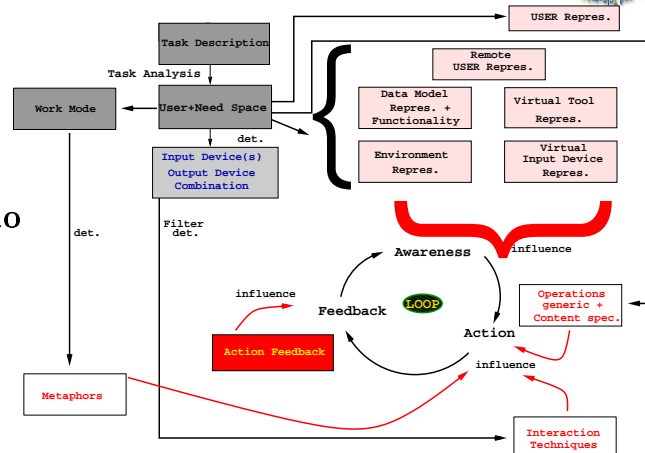 USER Repres.
Task Description
Remote
USER Repres.
Task Analysis
Data Model
Repres. +
Functionality
Virtual Tool
Repres.
Work Mode
User+Need Space
det.
Input Device(s)
Output Device
Combination
Environment
Repres.
Virtual
Input Device
Repres.
Filter
det.
det.
Awareness
influence
influence
Feedback
LOOP
Operations
generic +
Content spec.
Action
Action Feedback
influence
Metaphors
Interaction
Techniques